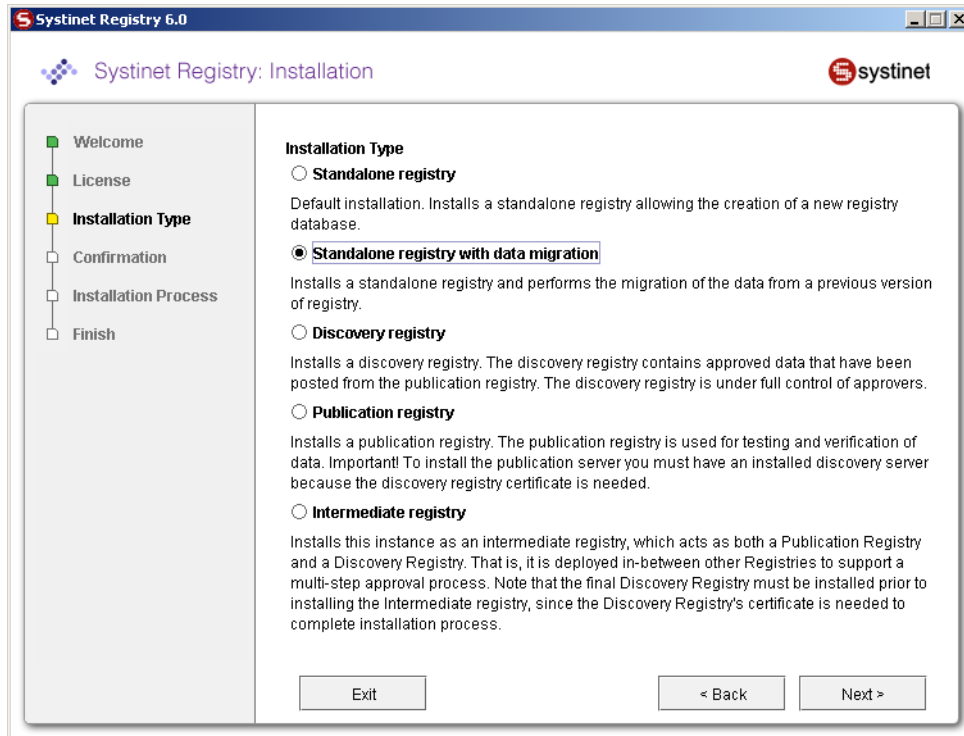 Systinet Registry 6.0
Systinet Registry: Installation
systinet
Welcome
License
Installation Type
Confirmation
Installation Process
Finish
Installation Type
Standalone registry
Default installation. Installs a standalone registry allowing the creation of a new registry
database.
Standalone registry with data migration
Installs a standalone registry and performs the migration of the data from a previous version
of registry.
Discovery registry
Installs a discovery registry. The discovery registry contains approved data that have been
posted from the publication registry. The discovery registry is under full control of approvers.
Publication registry
Installs a publication registry. The publication registry is used for testing and verification of
data. Important! To install the publication server you must have an installed discovery server
because the discovery registry certificate is needed.
Intermediate registry
Installs this instance as an intermediate registry, which acts as both a Publication Registry
and a Discovery Registry. That is, it is deployed in-between other Registries to support a
multi-step approval process. Note that the final Discovery Registry must be installed prior to
installing the Intermediate registry, since the Discovery Registry's certificate is needed to
complete installation process.
Exit
< Back
Next >